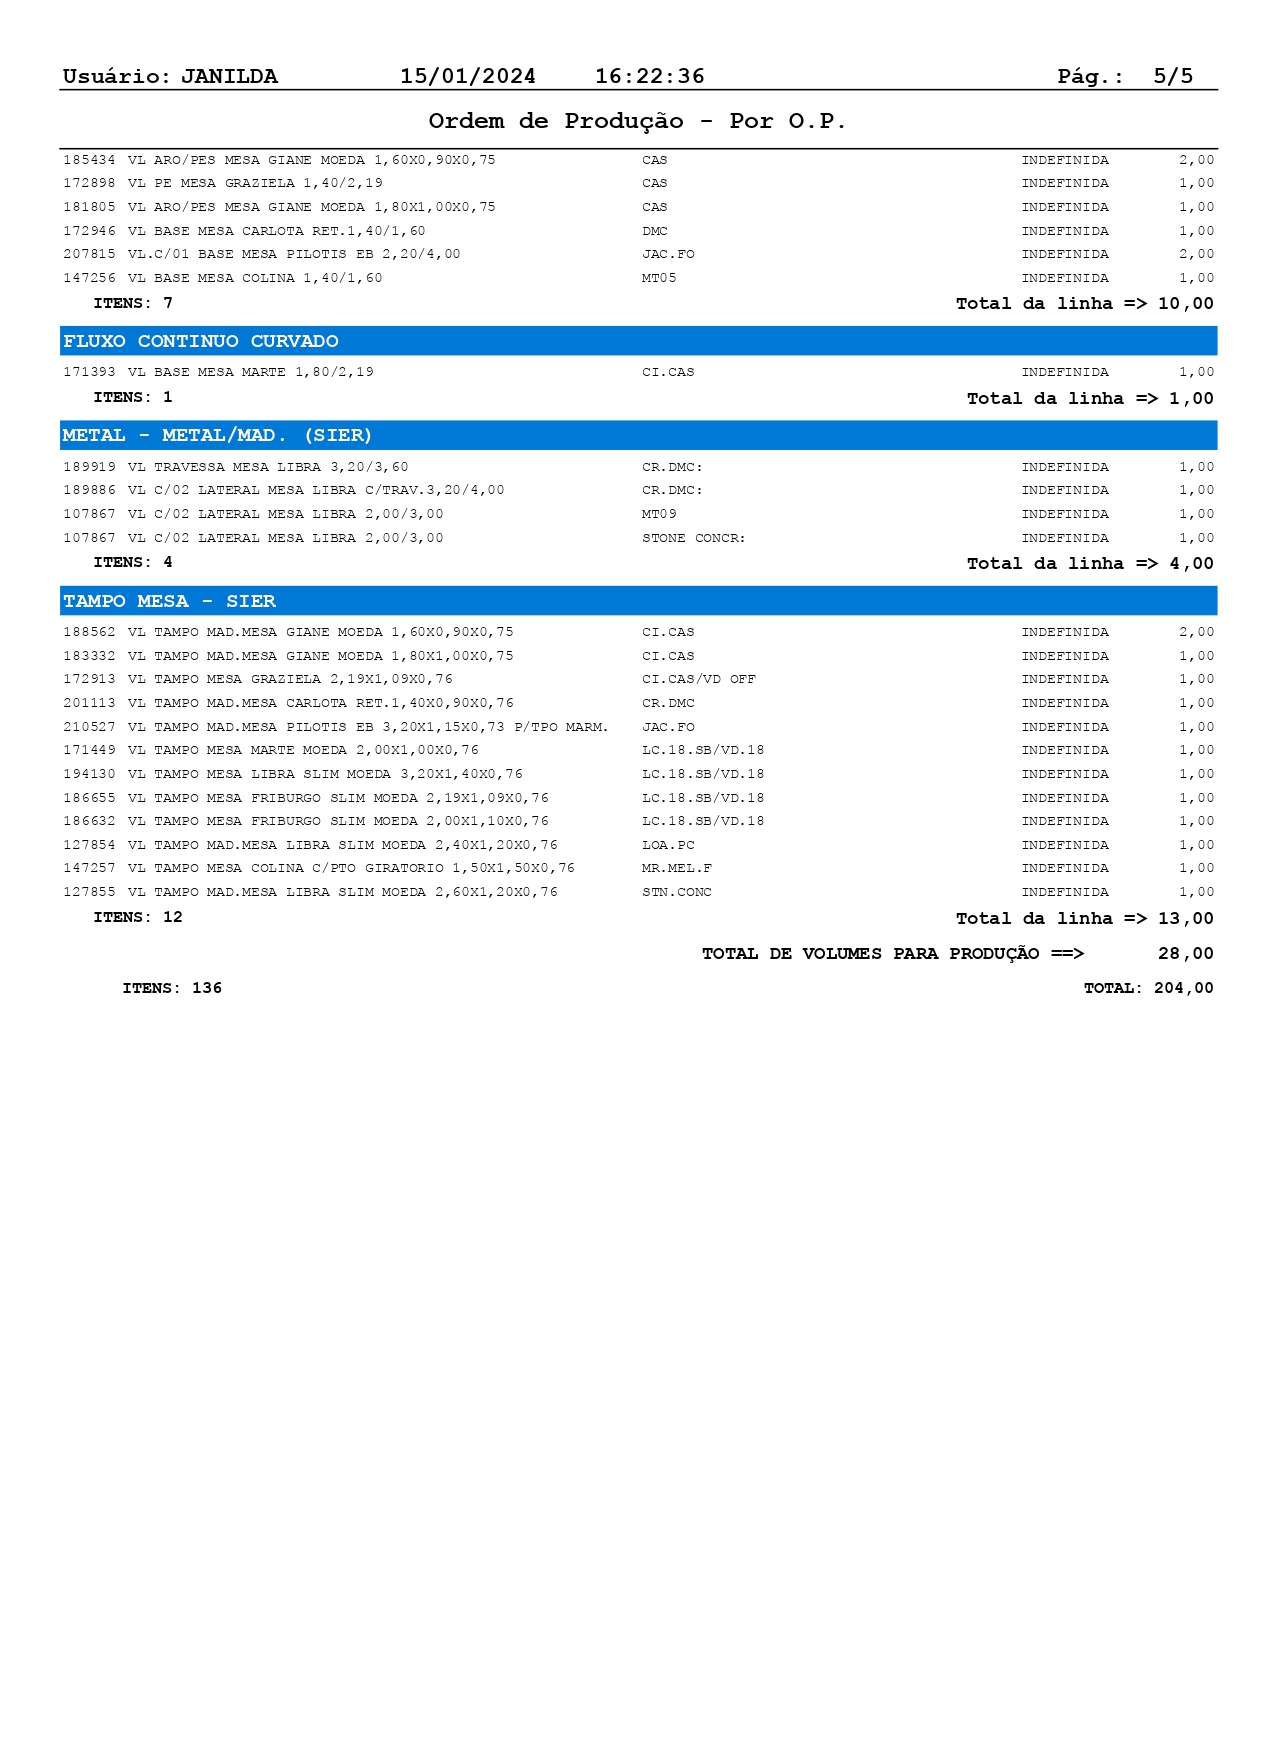 Usuário: JANILDA 15/01/2024 16:22:36 Pág.: 5/5
Ordem de Produção - Por O.P.
185434 VL ARO/PES MESA GIANE MOEDA 1,60X0,90X0,75 CAS INDEFINIDA 2,00
172898 VL PE MESA GRAZIELA 1,40/2,19 CAS INDEFINIDA 1,00
181805 VL ARO/PES MESA GIANE MOEDA 1,80X1,00X0,75 CAS INDEFINIDA 1,00
172946 VL BASE MESA CARLOTA RET.1,40/1,60 DMC INDEFINIDA 1,00
207815 VL.C/01 BASE MESA PILOTIS EB 2,20/4,00 JAC.FO INDEFINIDA 2,00
147256 VL BASE MESA COLINA 1,40/1,60 MT05 INDEFINIDA 1,00
ITENS: 7 Total da linha => 10,00
FLUXO CONTINUO CURVADO
171393 VL BASE MESA MARTE 1,80/2,19 CI.CAS INDEFINIDA 1,00
ITENS: 1 Total da linha => 1,00
METAL - METAL/MAD. (SIER)
189919 VL TRAVESSA MESA LIBRA 3,20/3,60 CR.DMC: INDEFINIDA 1,00
189886 VL C/02 LATERAL MESA LIBRA C/TRAV.3,20/4,00 CR.DMC: INDEFINIDA 1,00
107867 VL C/02 LATERAL MESA LIBRA 2,00/3,00 MT09 INDEFINIDA 1,00
107867 VL C/02 LATERAL MESA LIBRA 2,00/3,00 STONE CONCR: INDEFINIDA 1,00
ITENS: 4 Total da linha => 4,00
TAMPO MESA - SIER
188562 VL TAMPO MAD.MESA GIANE MOEDA 1,60X0,90X0,75 CI.CAS INDEFINIDA 2,00
183332 VL TAMPO MAD.MESA GIANE MOEDA 1,80X1,00X0,75 CI.CAS INDEFINIDA 1,00
172913 VL TAMPO MESA GRAZIELA 2,19X1,09X0,76 CI.CAS/VD OFF INDEFINIDA 1,00
201113 VL TAMPO MAD.MESA CARLOTA RET.1,40X0,90X0,76 CR.DMC INDEFINIDA 1,00
210527 VL TAMPO MAD.MESA PILOTIS EB 3,20X1,15X0,73 P/TPO MARM. JAC.FO INDEFINIDA 1,00
171449 VL TAMPO MESA MARTE MOEDA 2,00X1,00X0,76 LC.18.SB/VD.18 INDEFINIDA 1,00
194130 VL TAMPO MESA LIBRA SLIM MOEDA 3,20X1,40X0,76 LC.18.SB/VD.18 INDEFINIDA 1,00
186655 VL TAMPO MESA FRIBURGO SLIM MOEDA 2,19X1,09X0,76 LC.18.SB/VD.18 INDEFINIDA 1,00
186632 VL TAMPO MESA FRIBURGO SLIM MOEDA 2,00X1,10X0,76 LC.18.SB/VD.18 INDEFINIDA 1,00
127854 VL TAMPO MAD.MESA LIBRA SLIM MOEDA 2,40X1,20X0,76 LOA.PC INDEFINIDA 1,00
147257 VL TAMPO MESA COLINA C/PTO GIRATORIO 1,50X1,50X0,76 MR.MEL.F INDEFINIDA 1,00
127855 VL TAMPO MAD.MESA LIBRA SLIM MOEDA 2,60X1,20X0,76 STN.CONC INDEFINIDA 1,00
ITENS: 12 Total da linha => 13,00
TOTAL DE VOLUMES PARA PRODUÇÃO ==> 28,00
ITENS: 136 TOTAL: 204,00